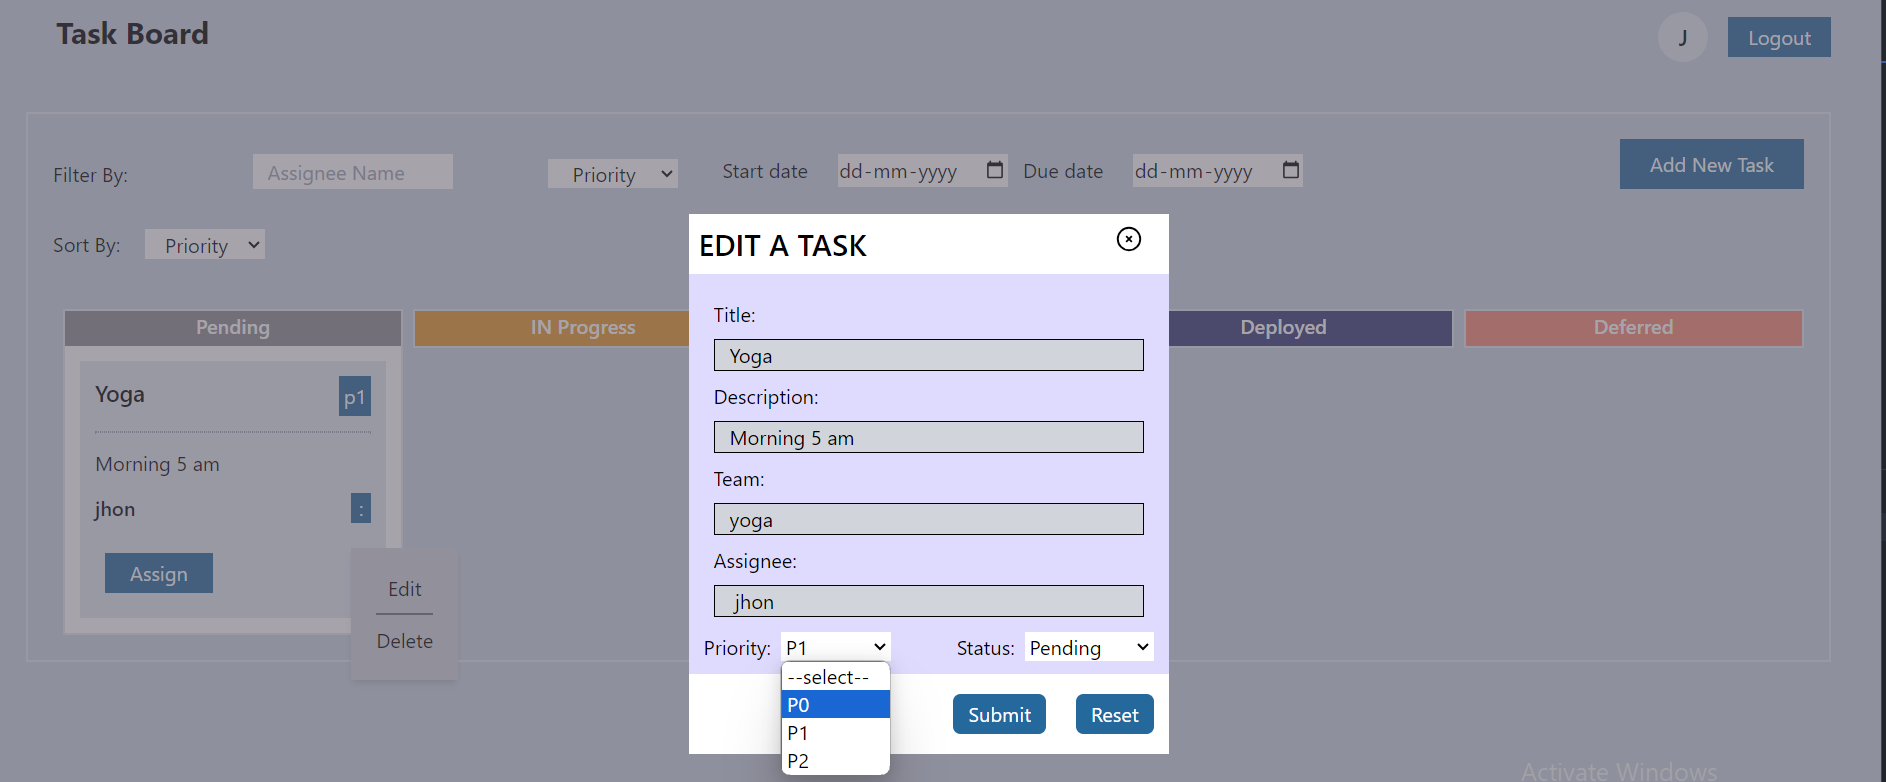 Task Board
J
Logout
Filter By:
Assignee Name
Priority
Start date
dd-mm-yyyy
Due date
dd-mm-yyyy
Add New Task
Sort By:
Priority
EDIT A TASK
Title:
Yoga
Description:
Morning 5 am
Team:
yoga
Assignee:
jhon
Priority: P1
Status: Pending
--select--
P0
P1
P2
Submit
Reset
Pending
IN Progress
Deployed
Deferred
Yoga
p1
Morning 5 am
jhon
:
Assign
Edit
Delete
Activate Windows